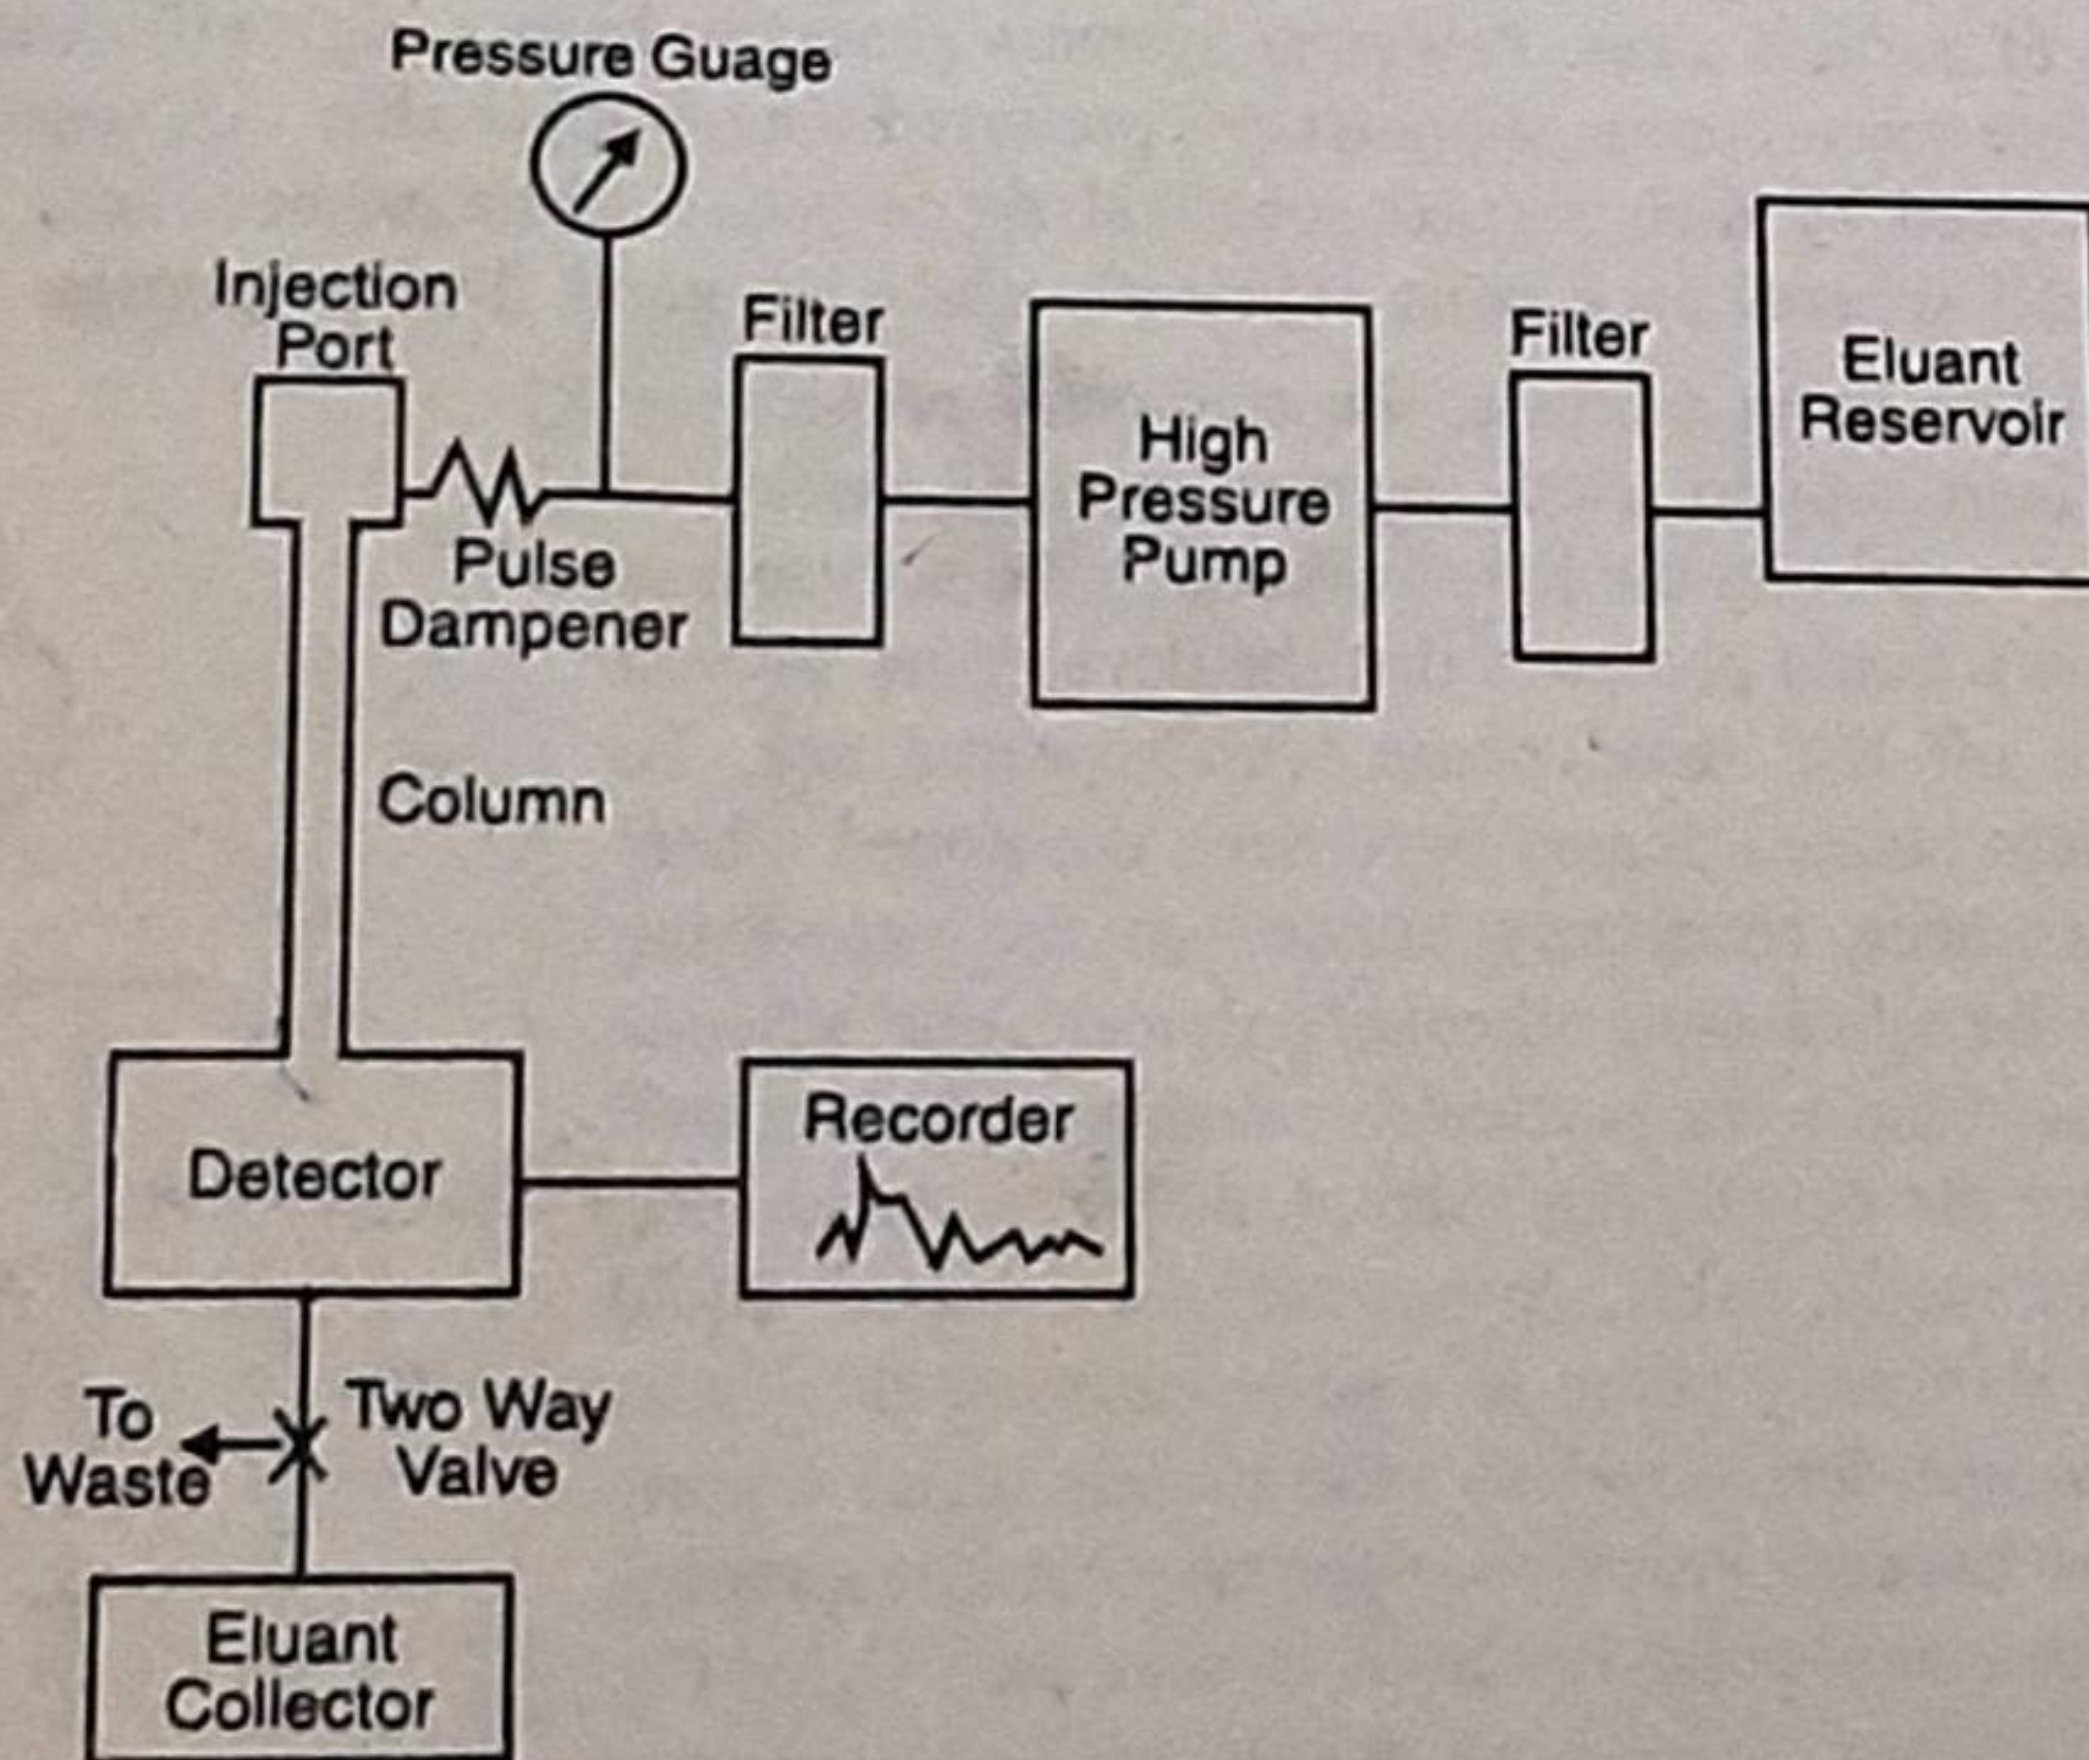 Pressure Guage
Injection
Port
Filter
Filter
Eluant
Reservoir
High
Pressure
Pump
Pulse
Dampener
Column
Recorder
Detector
To
Waste
Two Way
Valve
Eluant
Collector